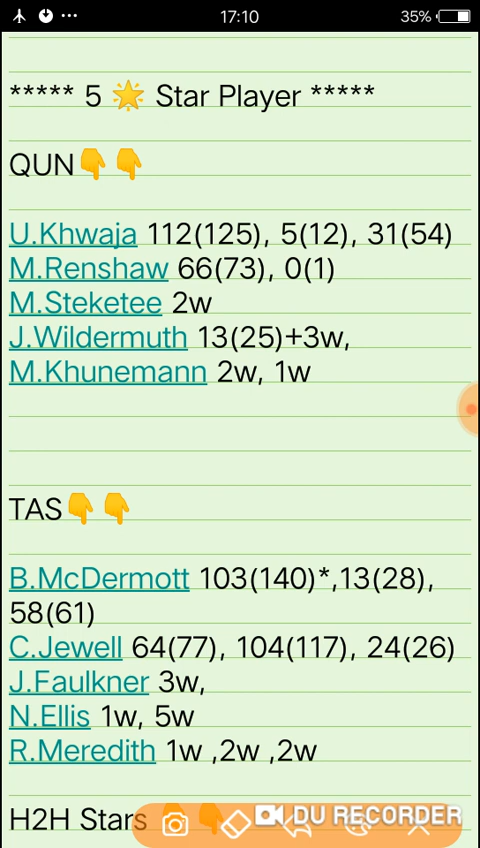 17:10
35%
***** 5 🌟 Star Player *****
QUN👇👇
U.Khwaja 112(125), 5(12), 31(54)
M.Renshaw 66(73), 0(1)
M.Steketee 2w
J.Wildermuth 13(25)+3w,
M.Khunemann 2w, 1w
TAS👇👇
B.McDermott 103(140)*,13(28),
58(61)
C.Jewell 64(77), 104(117), 24(26)
J.Faulkner 3w,
N.Ellis 1w, 5w
R.Meredith 1w ,2w ,2w
H2H Stars 👇👇
DU RECORDER